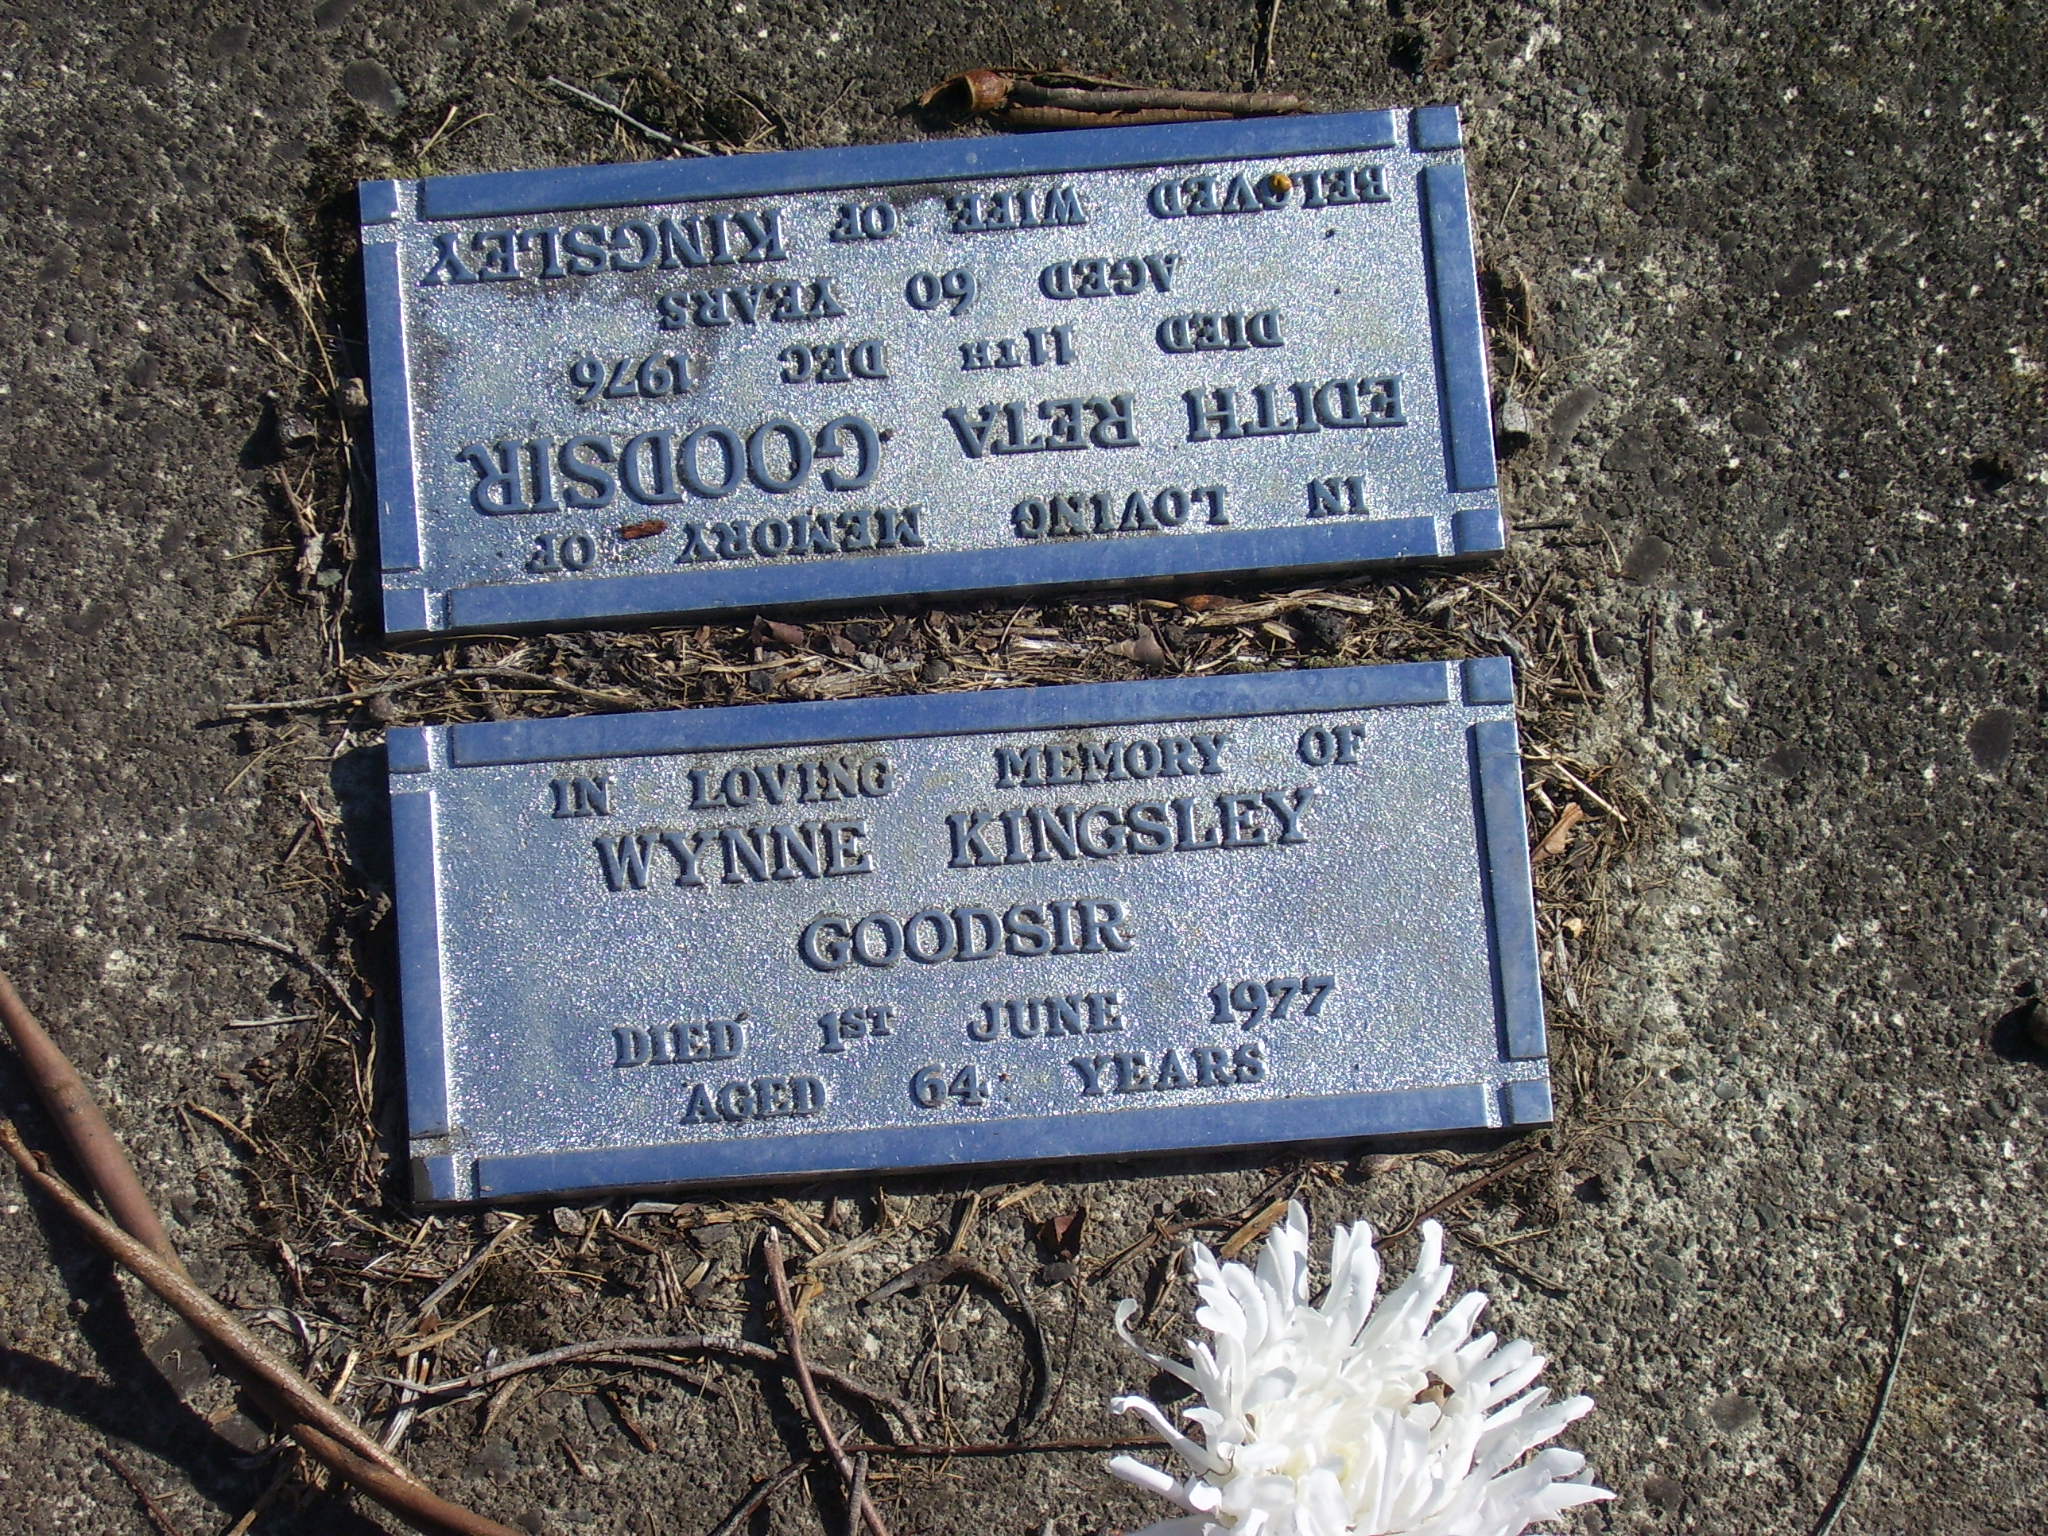 IN LOVING MEMORY OF
EDITH RETA GOODSIR
DIED 11TH DEC 1976
AGED 60 YEARS
BELOVED WIFE OF KINGSLEY
IN LOVING MEMORY OF
WYNNE KINGSLEY
GOODSIR
DIED 1ST JUNE 1977
AGED 64 YEARS